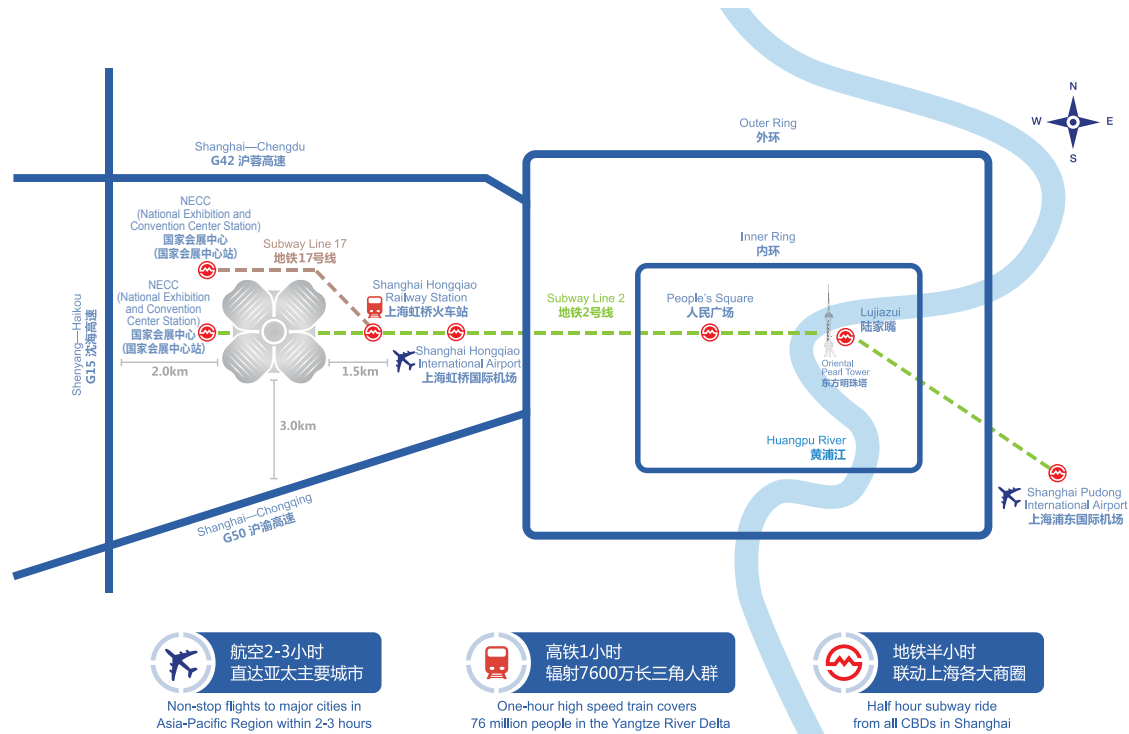 N
W
E
S
Outer Ring
外环
Shanghai—Chengdu
G42 沪蓉高速
NECC
(National Exhibition and
Convention Center Station)
国家会展中心
（国家会展中心站）
Subway Line 17
地铁17号线
Inner Ring
内环
NECC
(National Exhibition
and Convention
Center Station)
国家会展中心
（国家会展中心站）
Shanghai Hongqiao
Railway Station
上海虹桥火车站
Subway Line 2
地铁2号线
People's Square
人民广场
Lujiazui
陆家嘴
Shenyang—Haikou
G15 沈海高速
2.0km
1.5km
Shanghai Hongqiao
International Airport
上海虹桥国际机场
Oriental
Pearl Tower
东方明珠塔
3.0km
Huangpu River
黄浦江
Shanghai—Chongqing
G50 沪渝高速
Shanghai Pudong
International Airport
上海浦东国际机场
航空2-3小时
直达亚太主要城市
Non-stop flights to major cities in
Asia-Pacific Region within 2-3 hours
高铁1小时
辐射7600万长三角人群
One-hour high speed train covers
76 million people in the Yangtze River Delta
地铁半小时
联动上海各大商圈
Half hour subway ride
from all CBDs in Shanghai